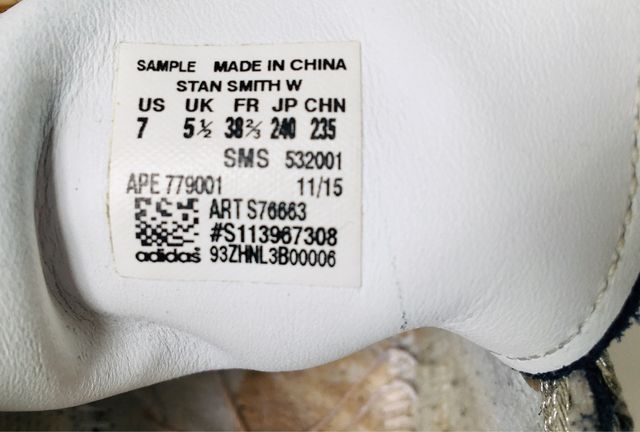 SAMPLE MADE IN CHINA
STAN SMITH W
US UK FR JP CHN
7 5½ 38⅔ 240 235
SMS 532001
APE 779001 11/15
ART S76663
#S113967308
adidas 93ZHNL3B00006